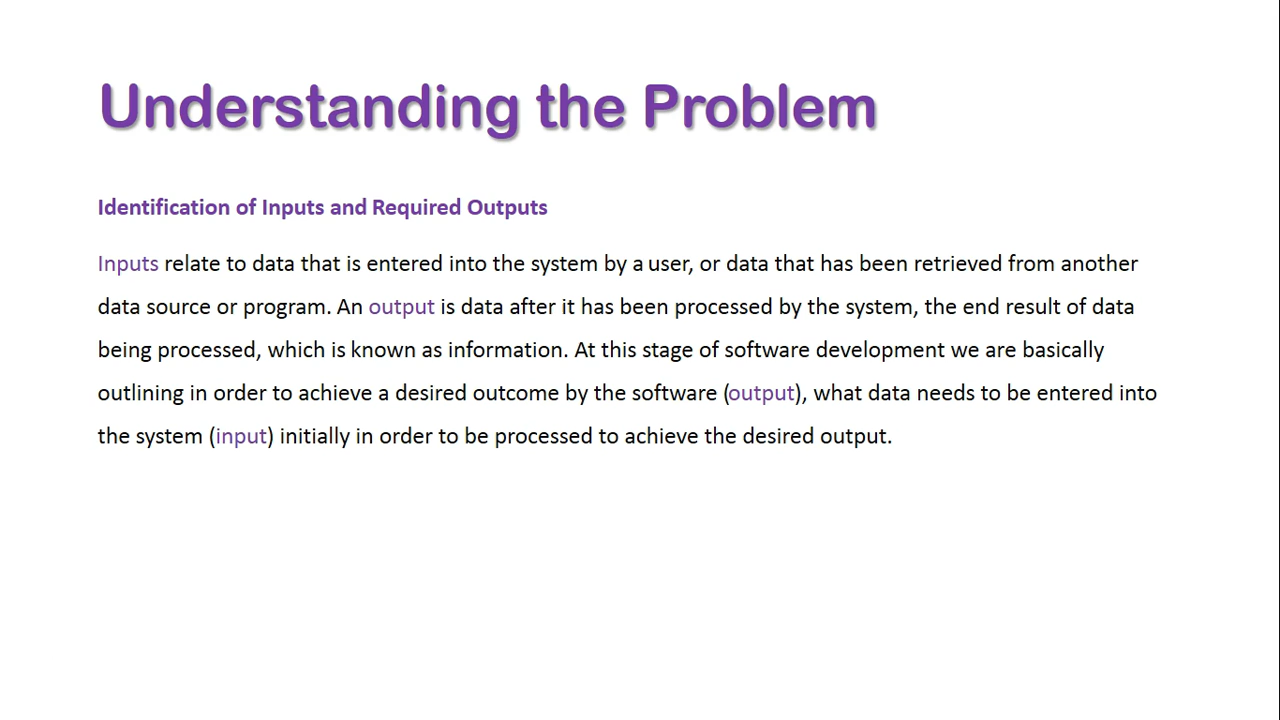 Understanding the Problem
Identification of Inputs and Required Outputs
Inputs relate to data that is entered into the system by a user, or data that has been retrieved from another
data source or program. An output is data after it has been processed by the system, the end result of data
being processed, which is known as information. At this stage of software development we are basically
outlining in order to achieve a desired outcome by the software (output), what data needs to be entered into
the system (input) initially in order to be processed to achieve the desired output.